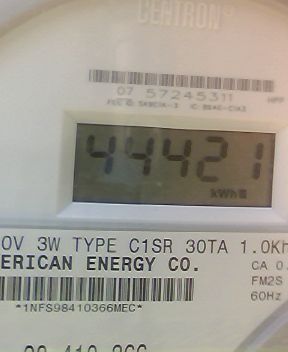 CENTRON®
07 57245311
44421
kWh
0V 3W TYPE C1SR 30TA 1.0Kh
ERICAN ENERGY CO.
CA 0.
FM2S
60Hz
*1NFS98410366MEC*